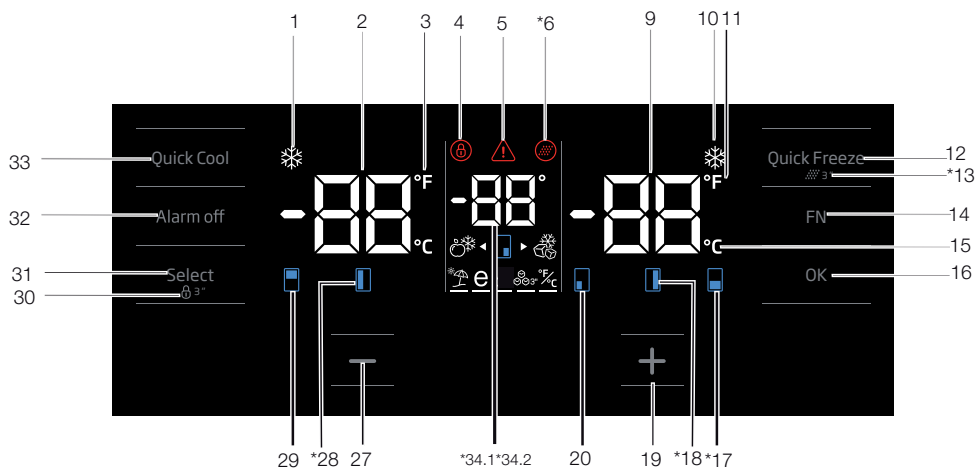 1 2 3 4 5 *6 9 10 11
33 Quick Cool Quick Freeze 12
3" *13
-88 °F -88 ° -88 °F
32 Alarm off FN 14
°C °C 15
31 Select OK 16
30 3" e 3" °F/°C
29 *28 27 *34.1*34.2 20 19 *18 *17